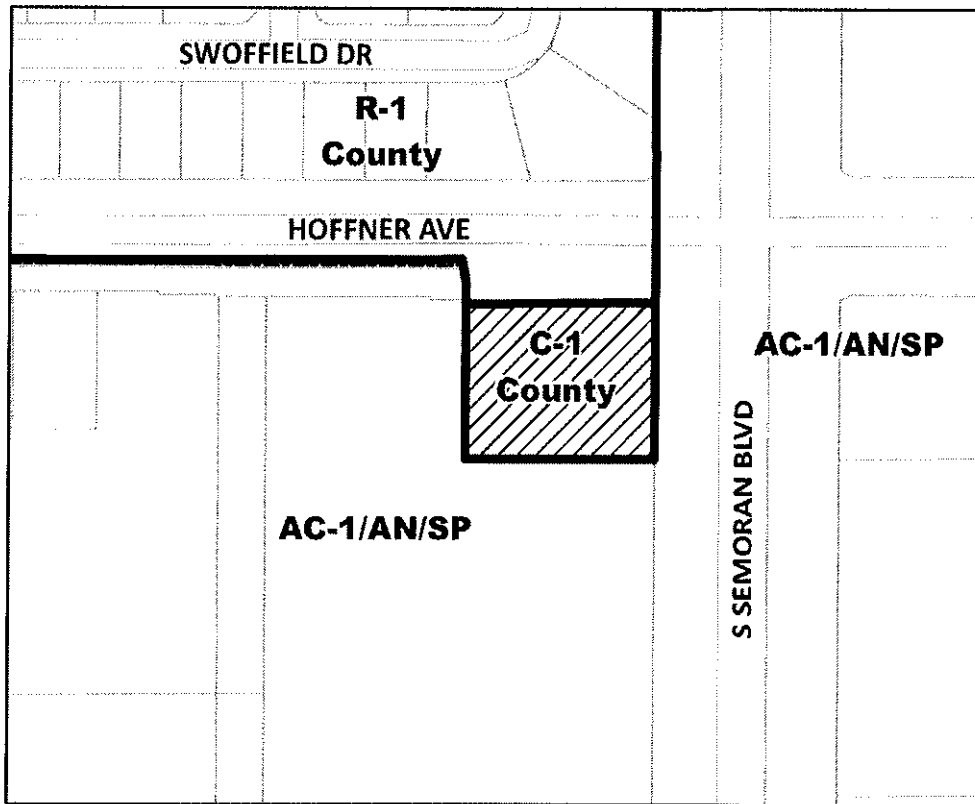 SWOFFIELD DR
R-1
County
HOFFNER AVE
C-1
County
AC-1/AN/SP
AC-1/AN/SP
S SEMORAN BLVD